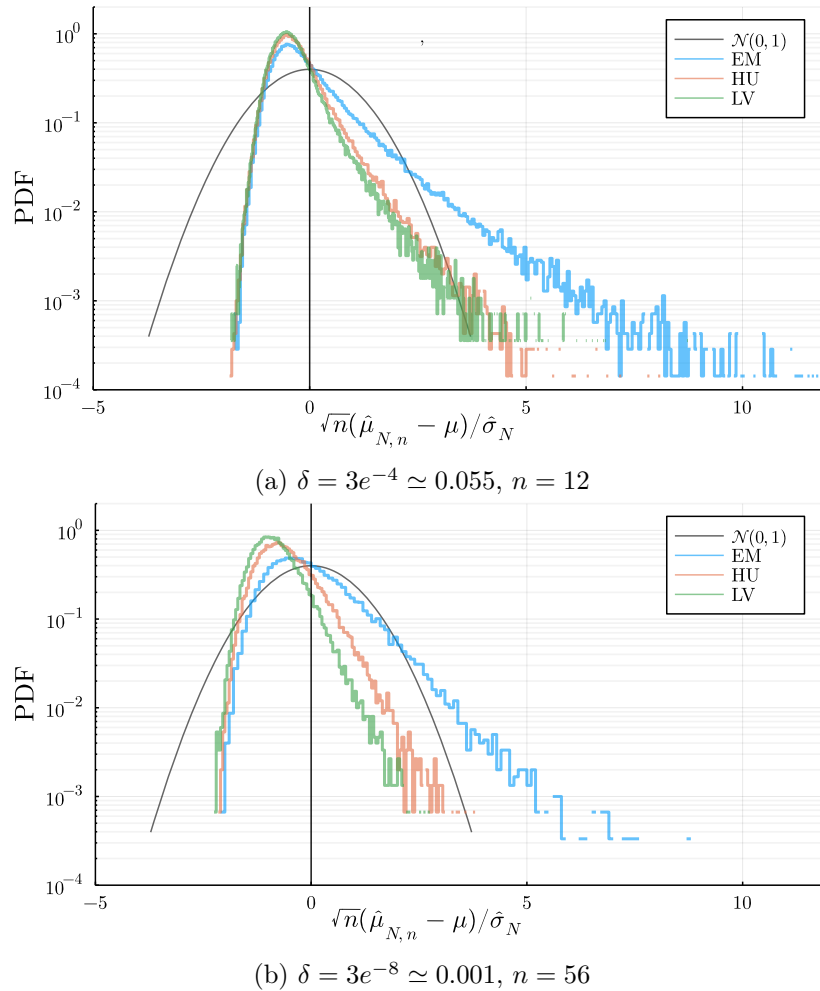 ,
10^0
10^{-1}
10^{-2}
10^{-3}
10^{-4}
PDF
N(0, 1)
EM
HU
LV
−5 0 5 10
√n(μ̂_{N,n} − μ)/σ̂_N
(a) δ = 3e^{−4} ≃ 0.055, n = 12
10^0
10^{-1}
10^{-2}
10^{-3}
10^{-4}
PDF
N(0, 1)
EM
HU
LV
−5 0 5 10
√n(μ̂_{N,n} − μ)/σ̂_N
(b) δ = 3e^{−8} ≃ 0.001, n = 56